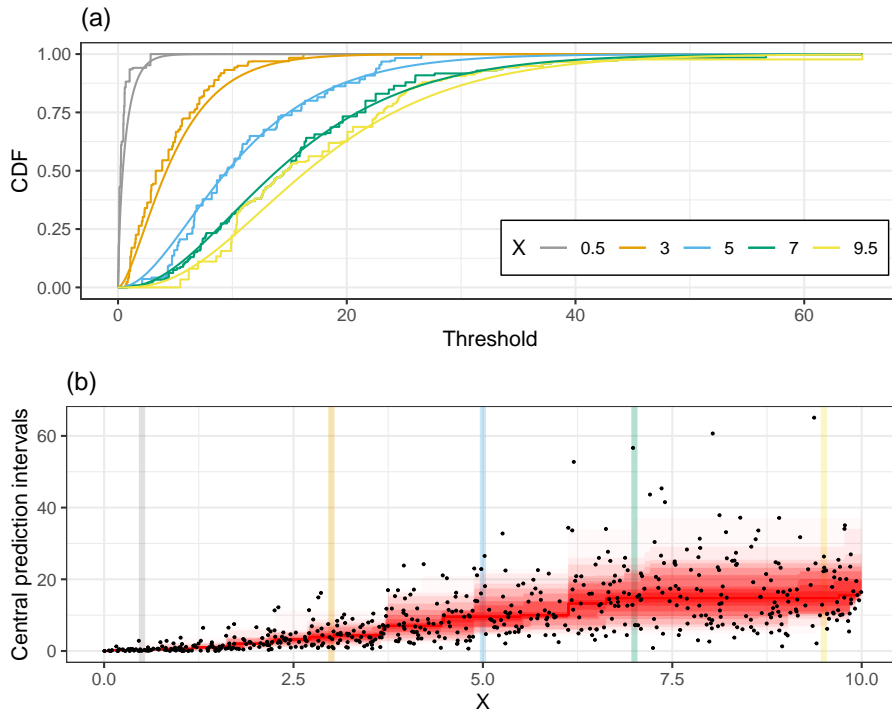 (a)
1.00
0.75
0.50
0.25
0.00
CDF
X 0.5 3 5 7 9.5
0 20 40 60
Threshold
(b)
60
40
20
0
Central prediction intervals
0.0 2.5 5.0 7.5 10.0
X